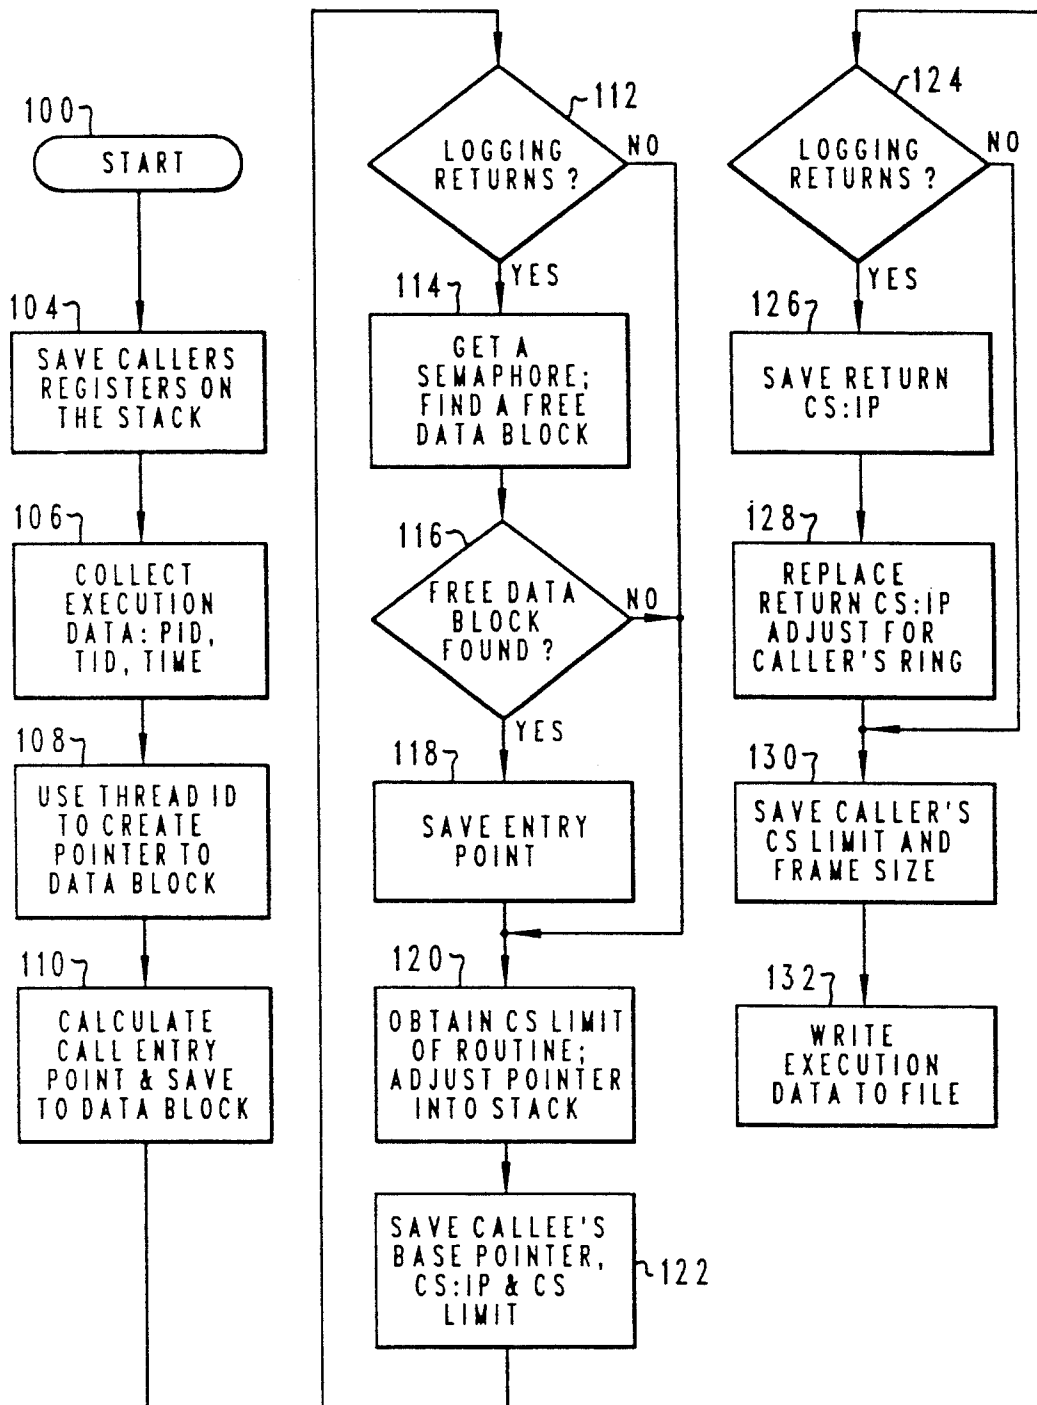 100
START
104
SAVE CALLERS
REGISTERS ON
THE STACK
106
COLLECT
EXECUTION
DATA: PID,
TID, TIME
108
USE THREAD ID
TO CREATE
POINTER TO
DATA BLOCK
110
CALCULATE
CALL ENTRY
POINT & SAVE
TO DATA BLOCK
112
LOGGING
RETURNS ?
NO
YES
114
GET A
SEMAPHORE;
FIND A FREE
DATA BLOCK
116
FREE DATA
BLOCK
FOUND ?
NO
YES
118
SAVE ENTRY
POINT
120
OBTAIN CS LIMIT
OF ROUTINE;
ADJUST POINTER
INTO STACK
SAVE CALLEE'S
BASE POINTER,
CS:IP & CS
LIMIT
122
124
LOGGING
RETURNS ?
NO
YES
126
SAVE RETURN
CS:IP
128
REPLACE
RETURN CS:IP
ADJUST FOR
CALLER'S RING
130
SAVE CALLER'S
CS LIMIT AND
FRAME SIZE
132
WRITE
EXECUTION
DATA TO FILE